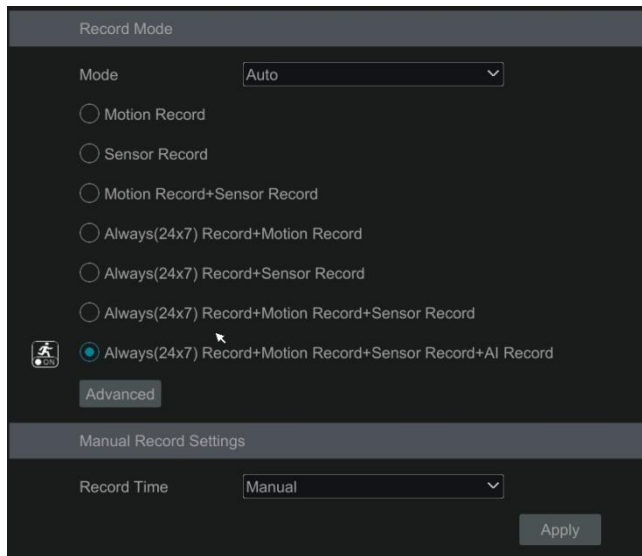 Record Mode
Mode Auto
Motion Record
Sensor Record
Motion Record+Sensor Record
Always(24x7) Record+Motion Record
Always(24x7) Record+Sensor Record
Always(24x7) Record+Motion Record+Sensor Record
ON Always(24x7) Record+Motion Record+Sensor Record+AI Record
Advanced
Manual Record Settings
Record Time Manual
Apply